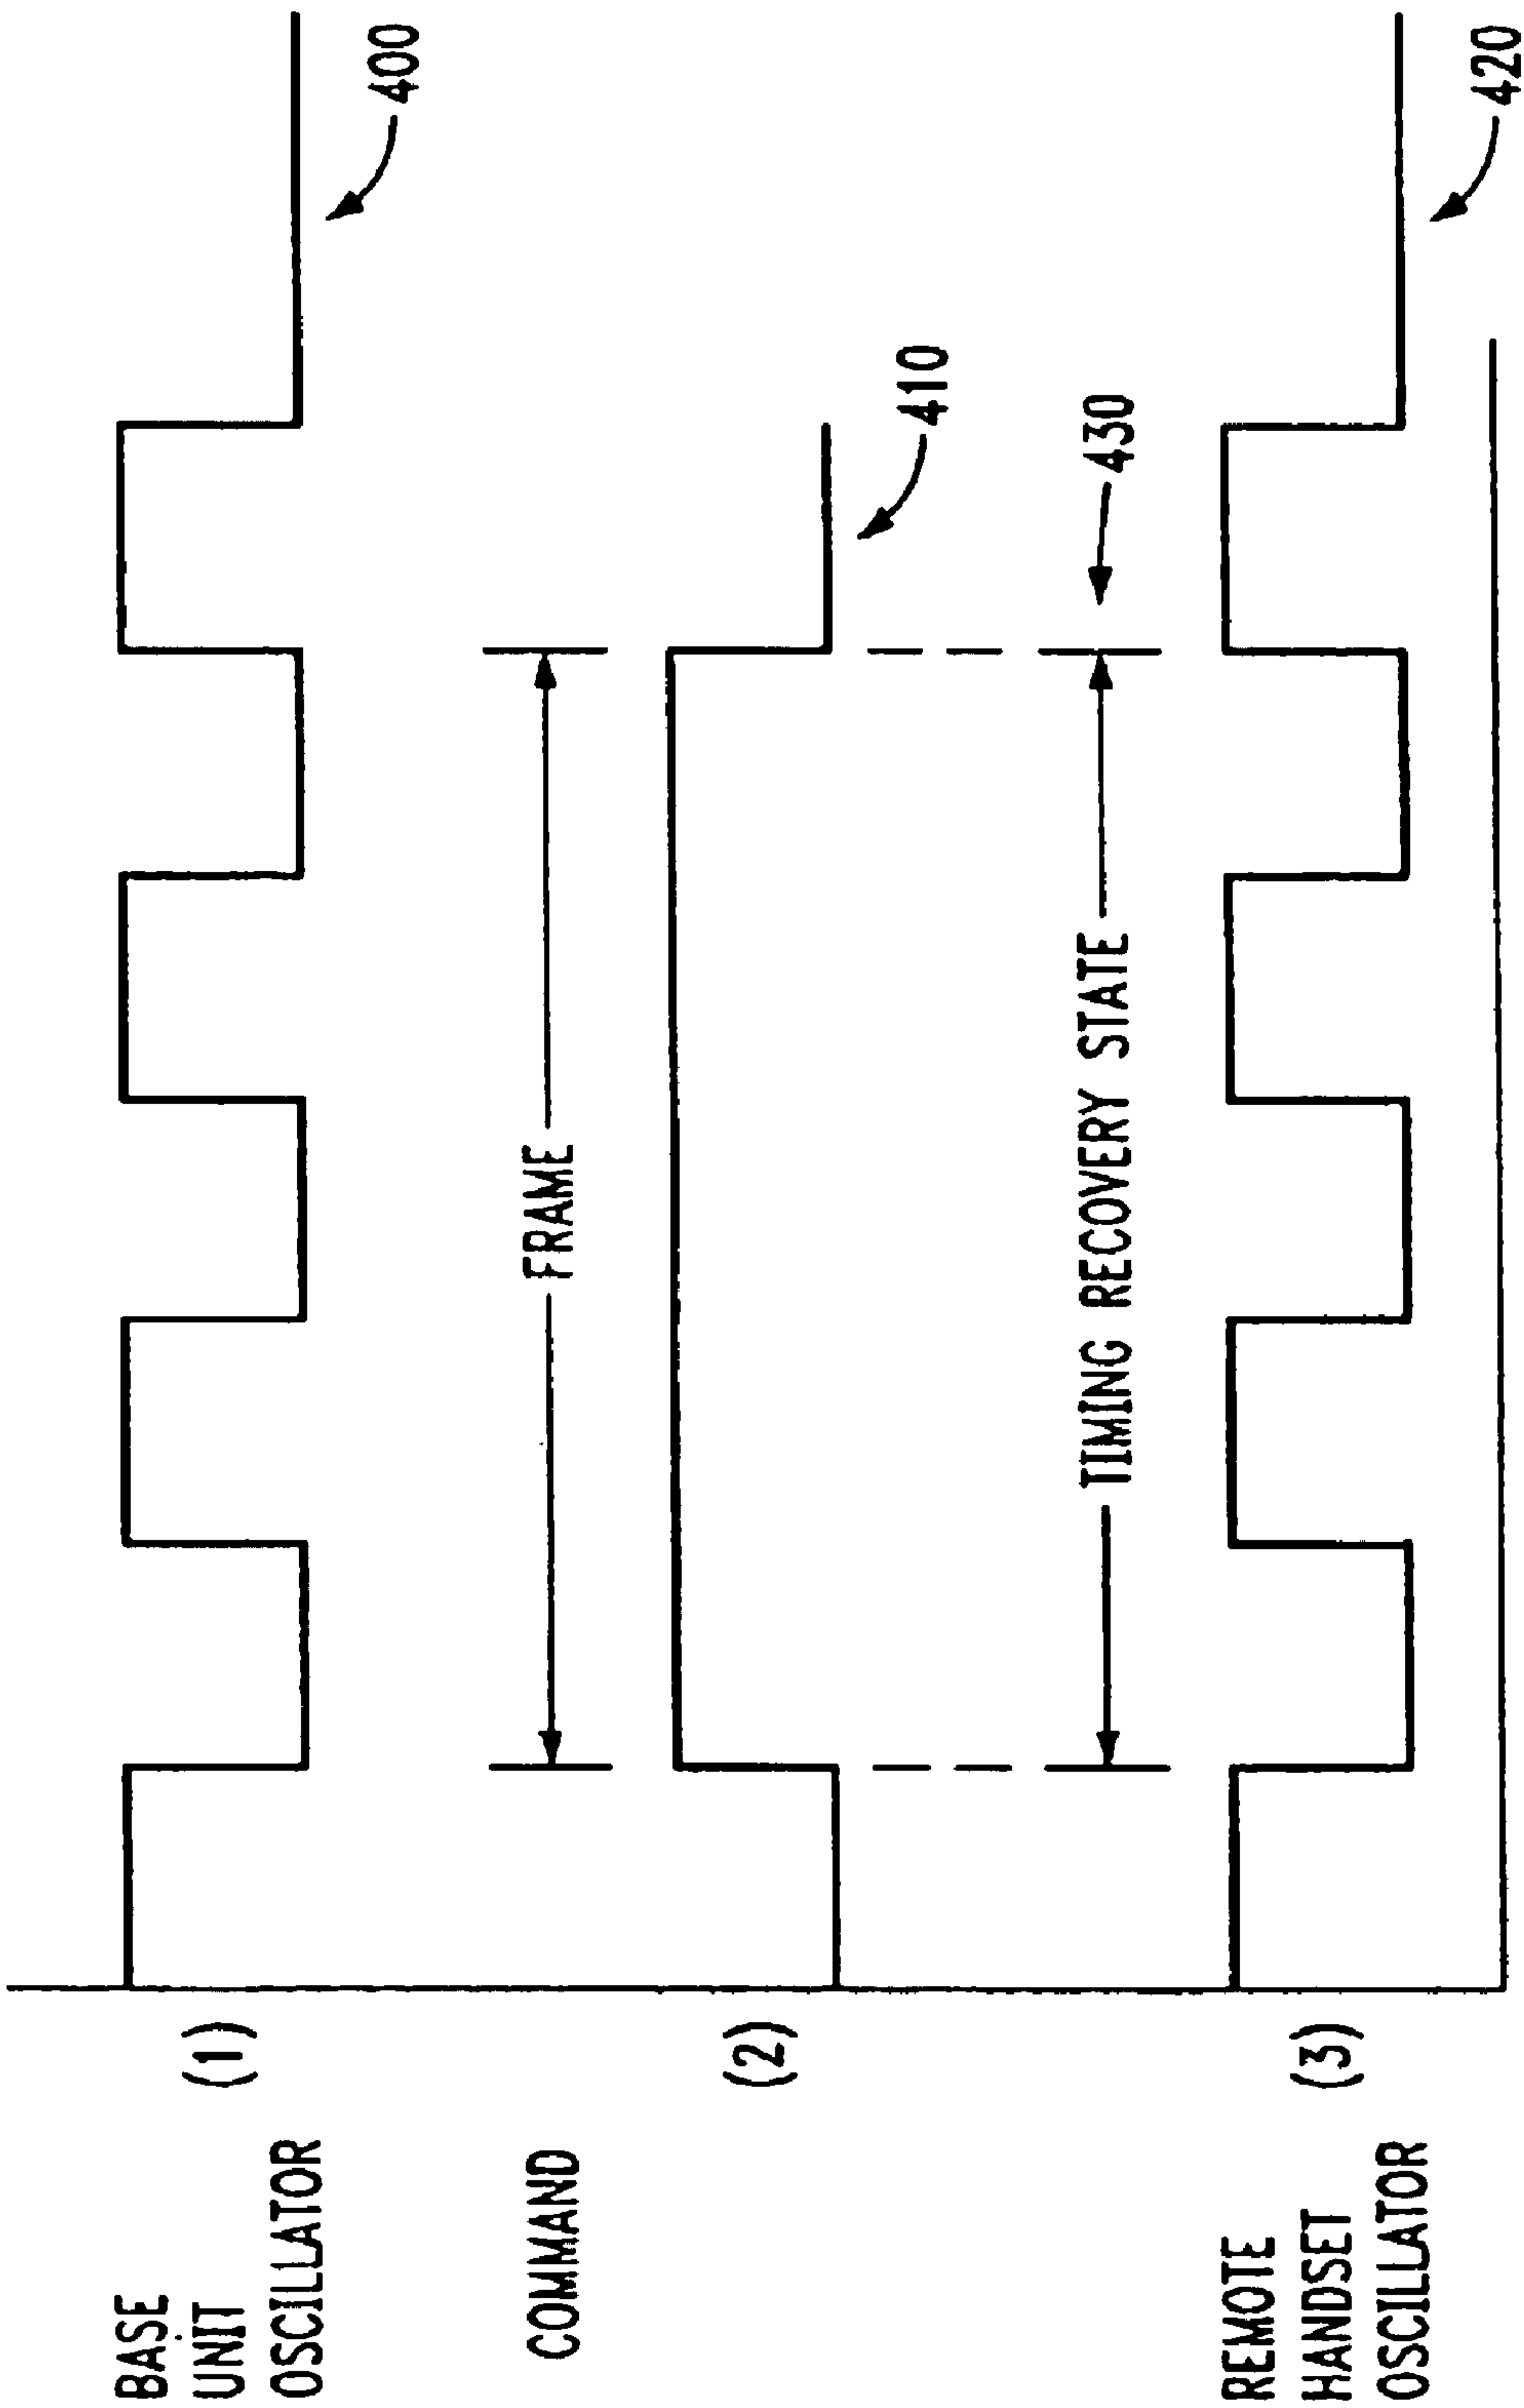 BASE
UNIT
OSCILLATOR
(1)
400
COMMAND
FRAME
(2)
410
TIMING RECOVERY STATE
430
REMOTE
HANDSET
OSCILLATOR
(3)
420